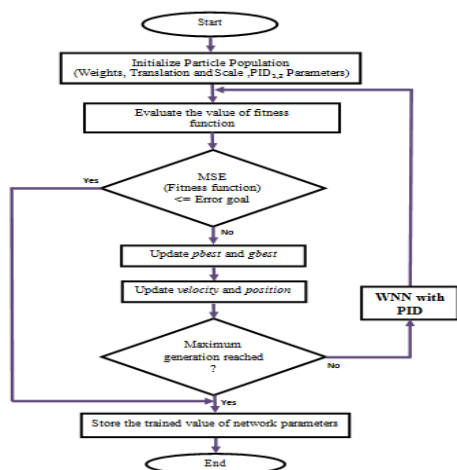 Start
Initialize Particle Population
(Weights, Translation and Scale ,PID1,2 Parameters)
Evaluate the value of fitness
function
MSE
(Fitness function)
<= Error goal
Yes
No
Update pbest and gbest
Update velocity and position
WNN with
PID
Maximum
generation reached
?
No
Yes
Store the trained value of network parameters
End